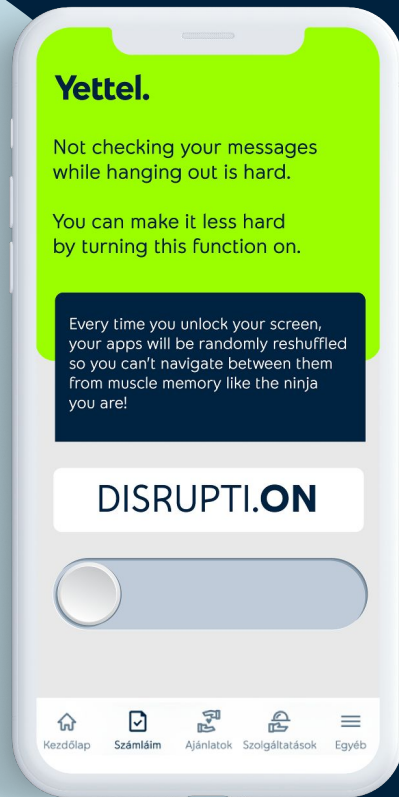 Yettel.
Not checking your messages
while hanging out is hard.
You can make it less hard
by turning this function on.
Every time you unlock your screen,
your apps will be randomly reshuffled
so you can't navigate between them
from muscle memory like the ninja
you are!
DISRUPTI.ON
Kezdőlap Számláim Ajánlatok Szolgáltatások Egyéb